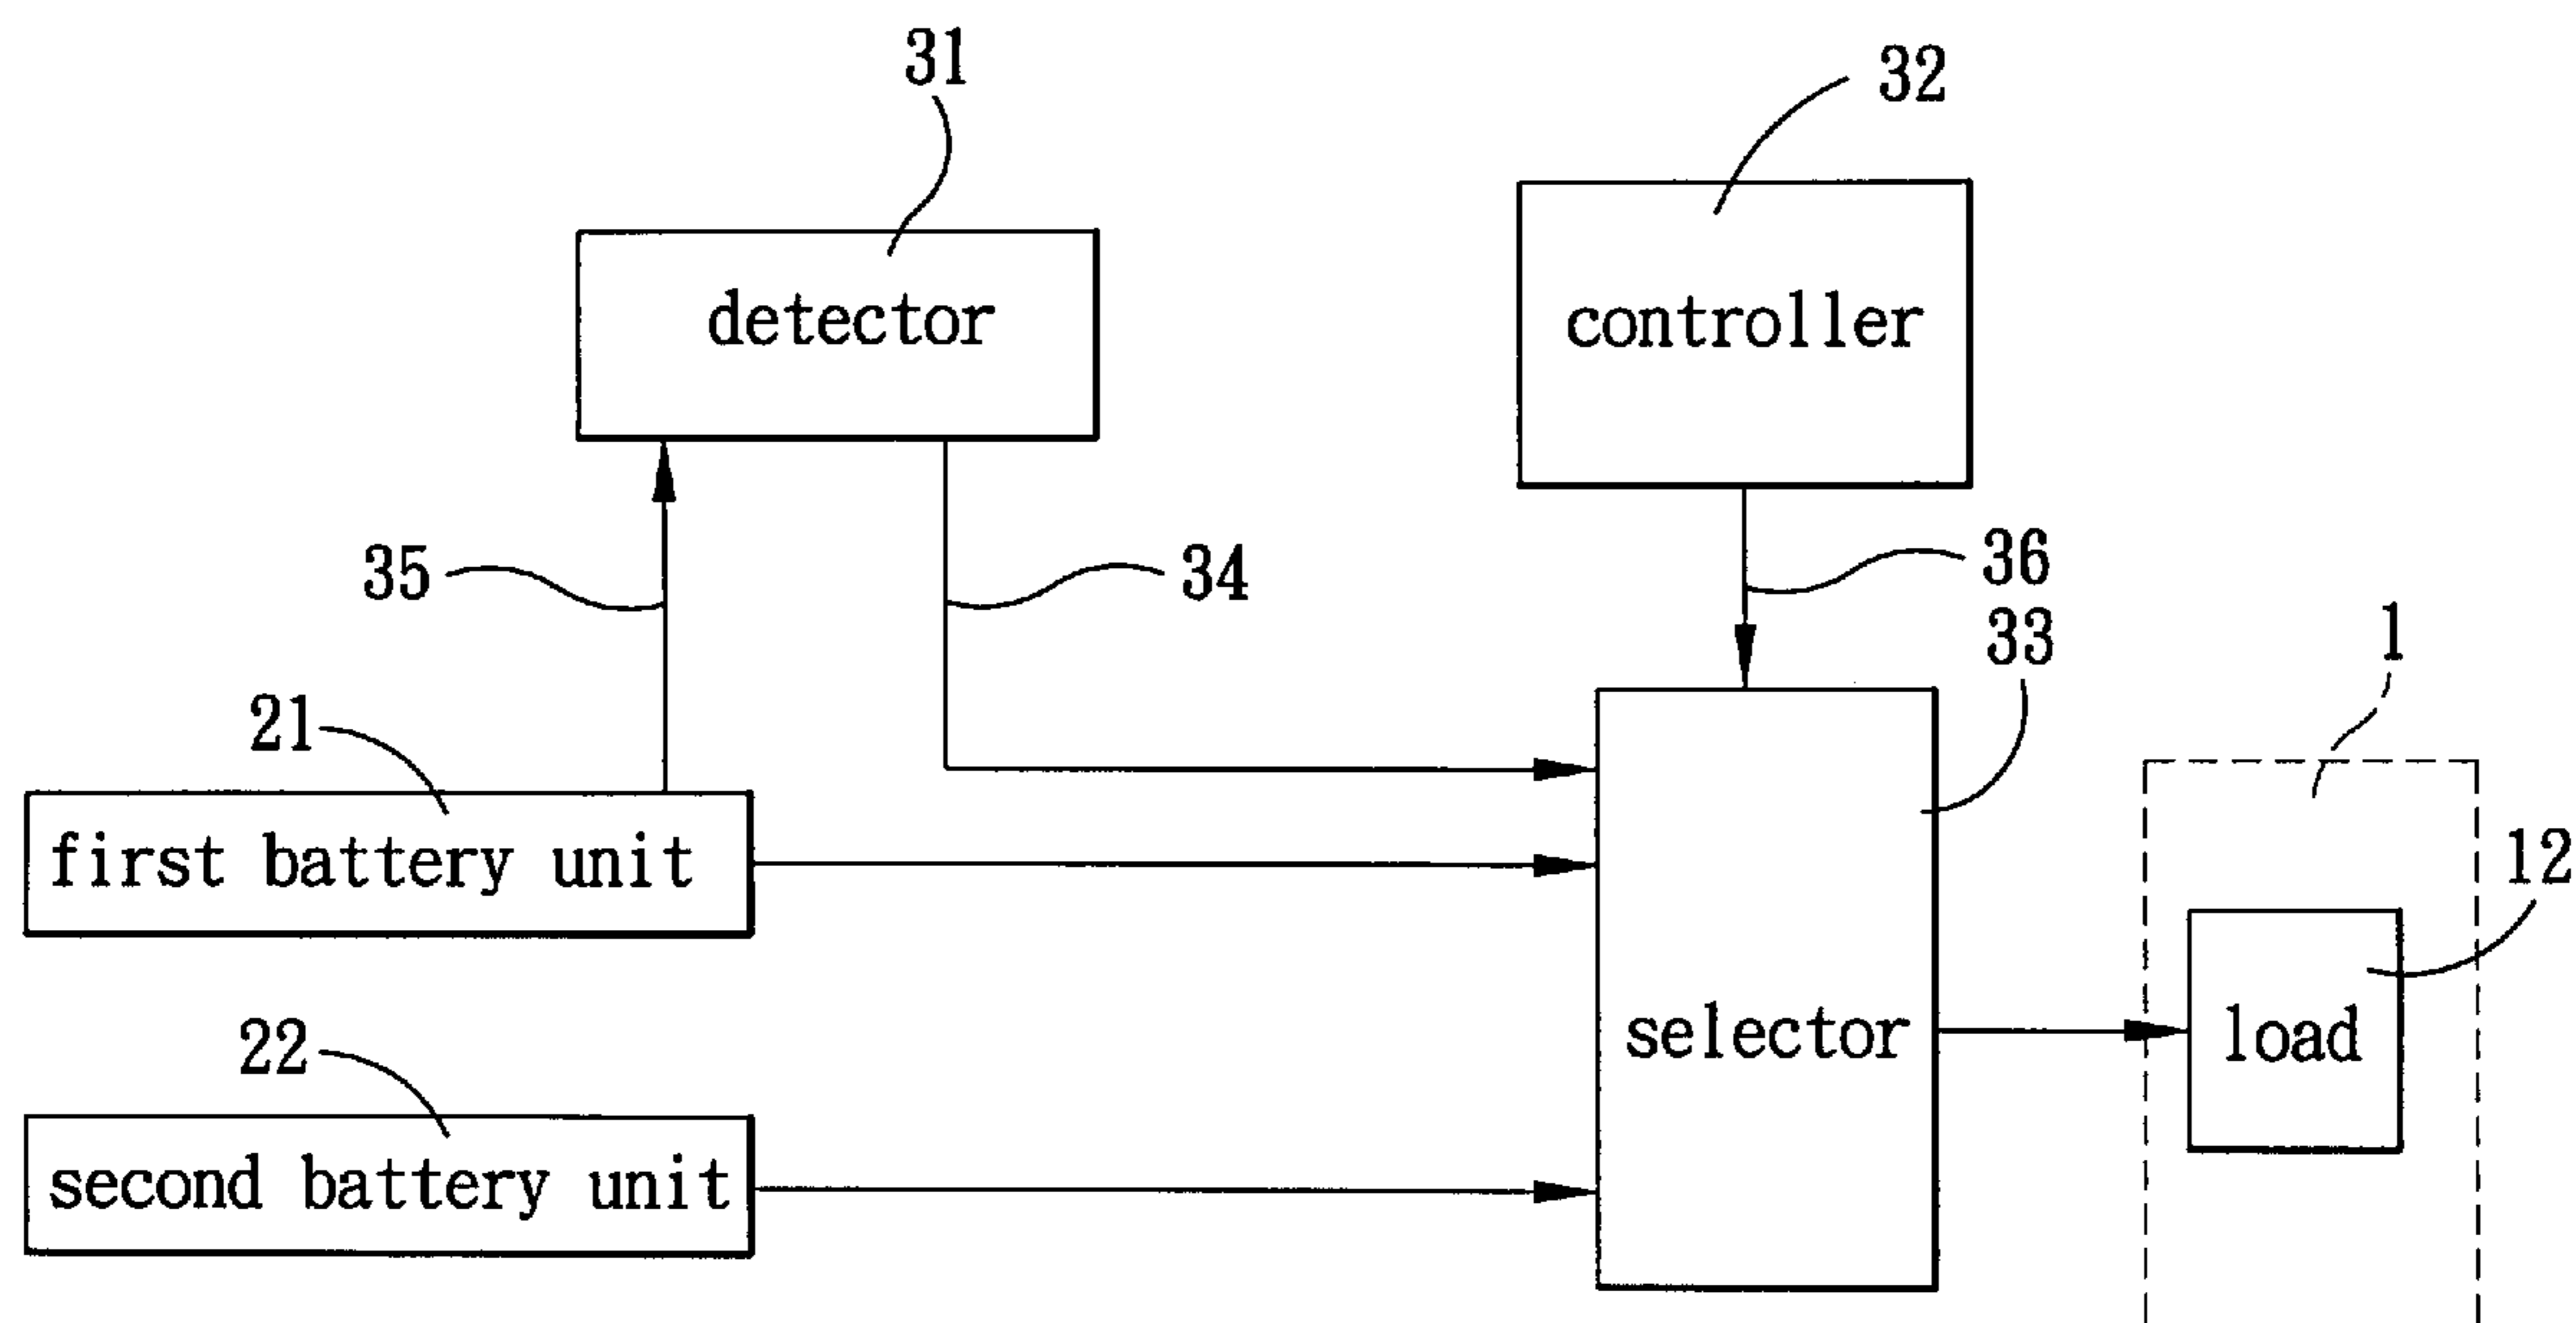 31
32
detector
controller
35
34
36
33
1
21
first battery unit
12
22
selector
load
second battery unit